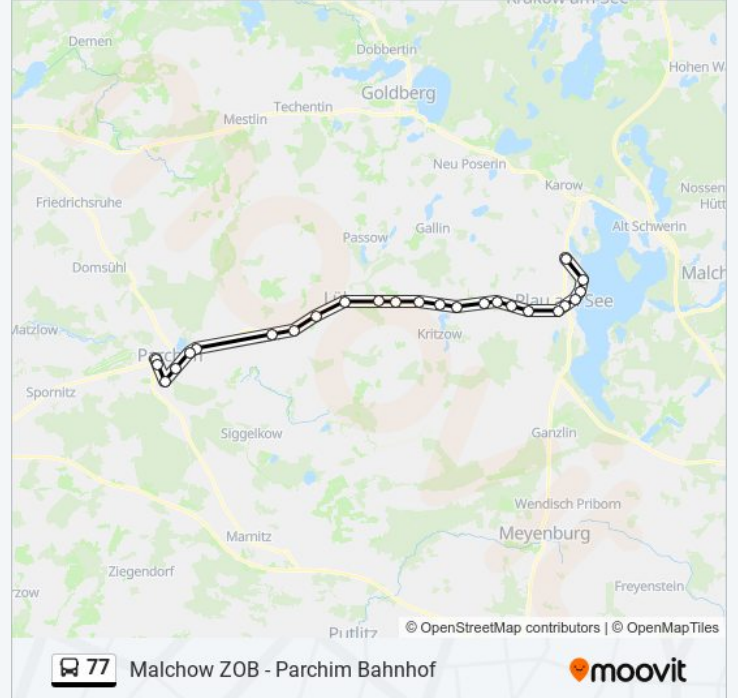 Krakow am See
Demen
Dobbertin
Hohen W
Goldberg
Techentin
Mestlin
Neu Poserin
Karow
Nossen
Hütt
Friedrichsruhe
Gallin
Alt Schwerin
Passow
Domsühl
Malch
Plau am See
Matzlow
Kritzow
Parchim
Spornitz
Siggelkow
Ganzlin
Wendisch Priborn
Meyenburg
Marnitz
Ziegendorf
Freyenstein
rzow
Putlitz
© OpenStreetMap contributors | © OpenMapTiles
77 Malchow ZOB - Parchim Bahnhof
moovit